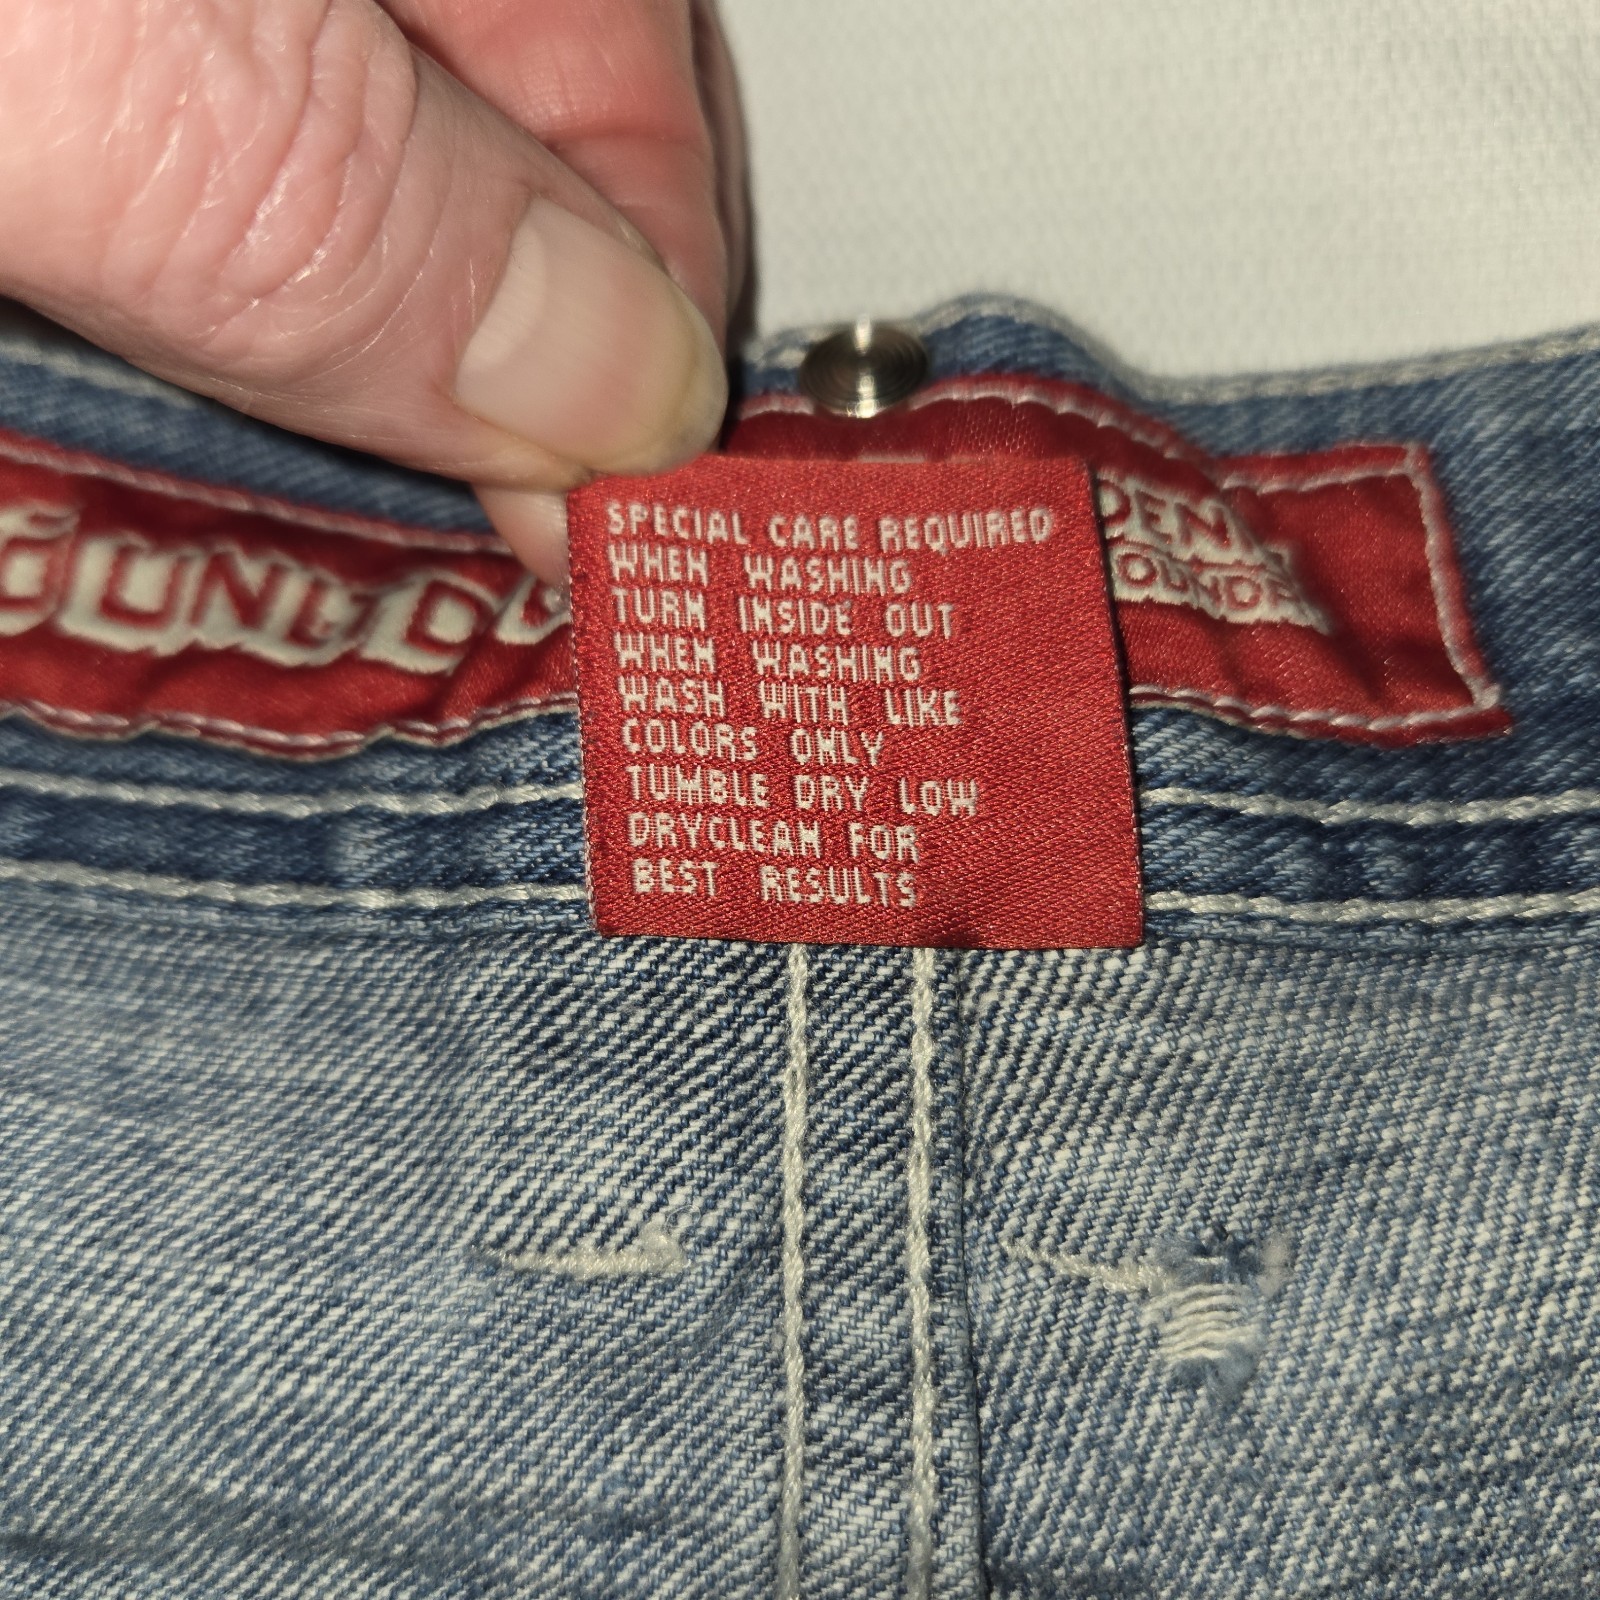 SPECIAL CARE REQUIRED
WHEN WASHING
TURN INSIDE OUT
WHEN WASHING
WASH WITH LIKE
COLORS ONLY
TUMBLE DRY LOW
DRYCLEAN FOR
BEST RESULTS